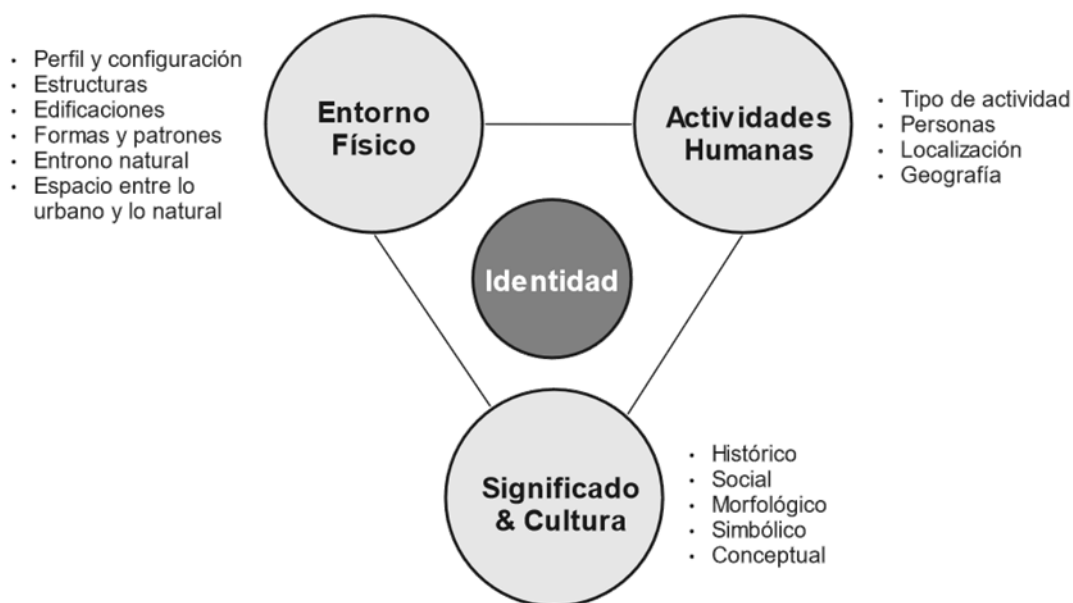 • Perfil y configuración
• Estructuras
• Edificaciones
• Formas y patrones
• Entrono natural
• Espacio entre lo
urbano y lo natural
Entorno
Físico
Actividades
Humanas
• Tipo de actividad
• Personas
• Localización
• Geografía
Identidad
Significado
& Cultura
• Histórico
• Social
• Morfológico
• Simbólico
• Conceptual